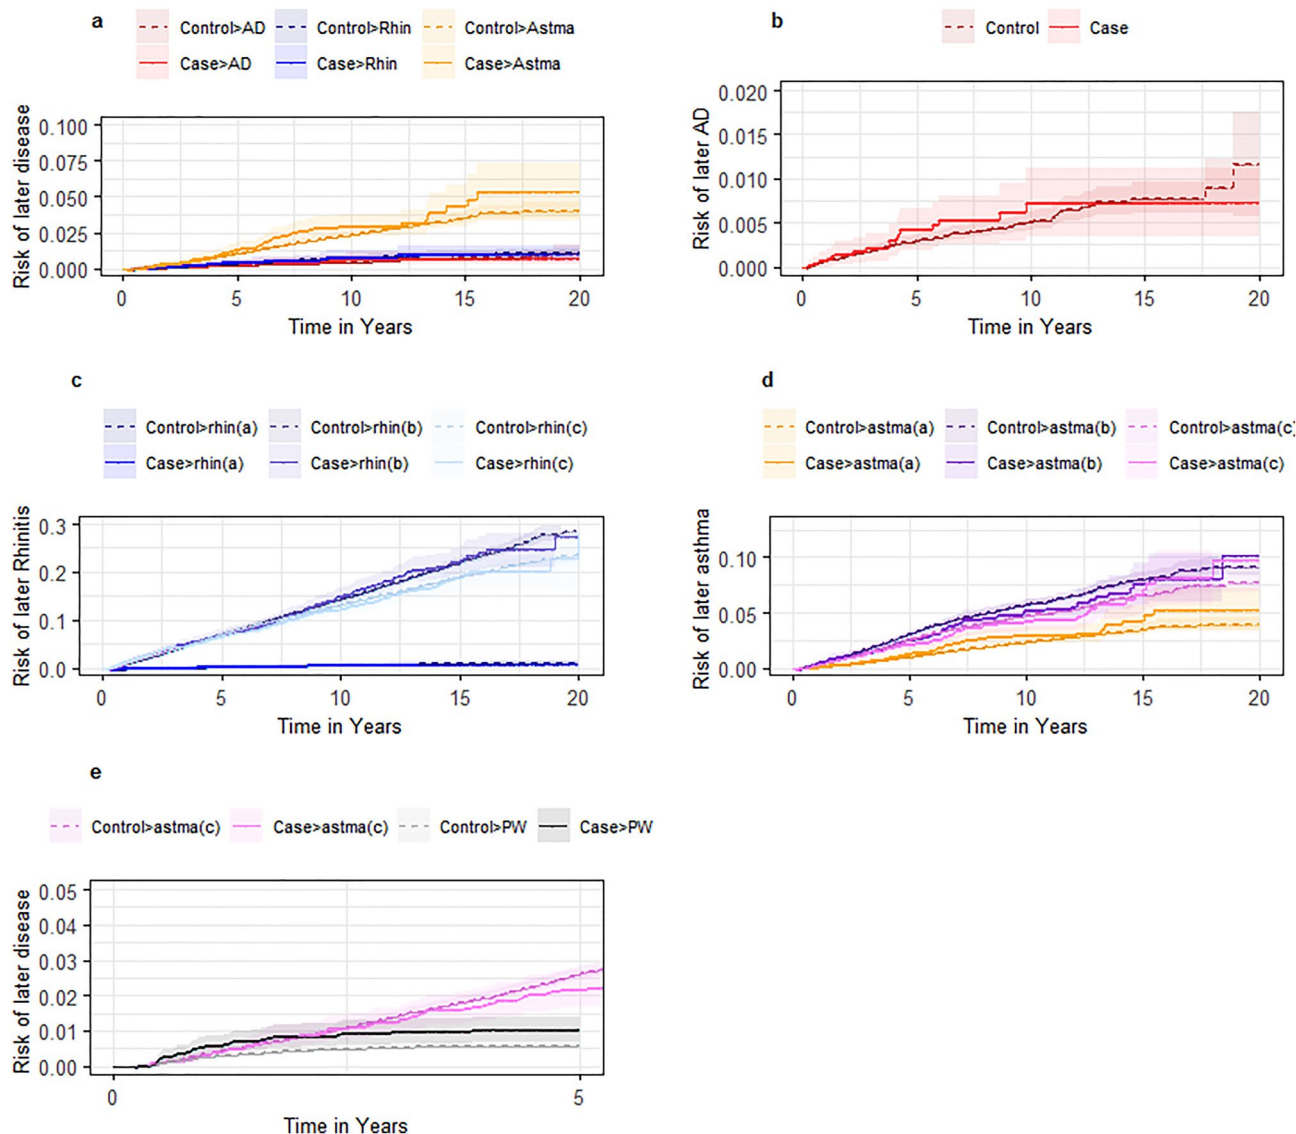 a
Control>AD Control>Rhin Control>Astma
Case>AD Case>Rhin Case>Astma
Risk of later disease
0.100
0.075
0.050
0.025
0.000
0 5 10 15 20
Time in Years
b
Control Case
Risk of later AD
0.020
0.015
0.010
0.005
0.000
0 5 10 15 20
Time in Years
c
Control>rhin(a) Control>rhin(b) Control>rhin(c)
Case>rhin(a) Case>rhin(b) Case>rhin(c)
Risk of later Rhinitis
0.3
0.2
0.1
0.0
0 5 10 15 20
Time in Years
d
Control>astma(a) Control>astma(b) Control>astma(c)
Case>astma(a) Case>astma(b) Case>astma(c)
Risk of later asthma
0.10
0.05
0.00
0 5 10 15 20
Time in Years
e
Control>astma(c) Case>astma(c) Control>PW Case>PW
Risk of later disease
0.05
0.04
0.03
0.02
0.01
0.00
0 5
Time in Years